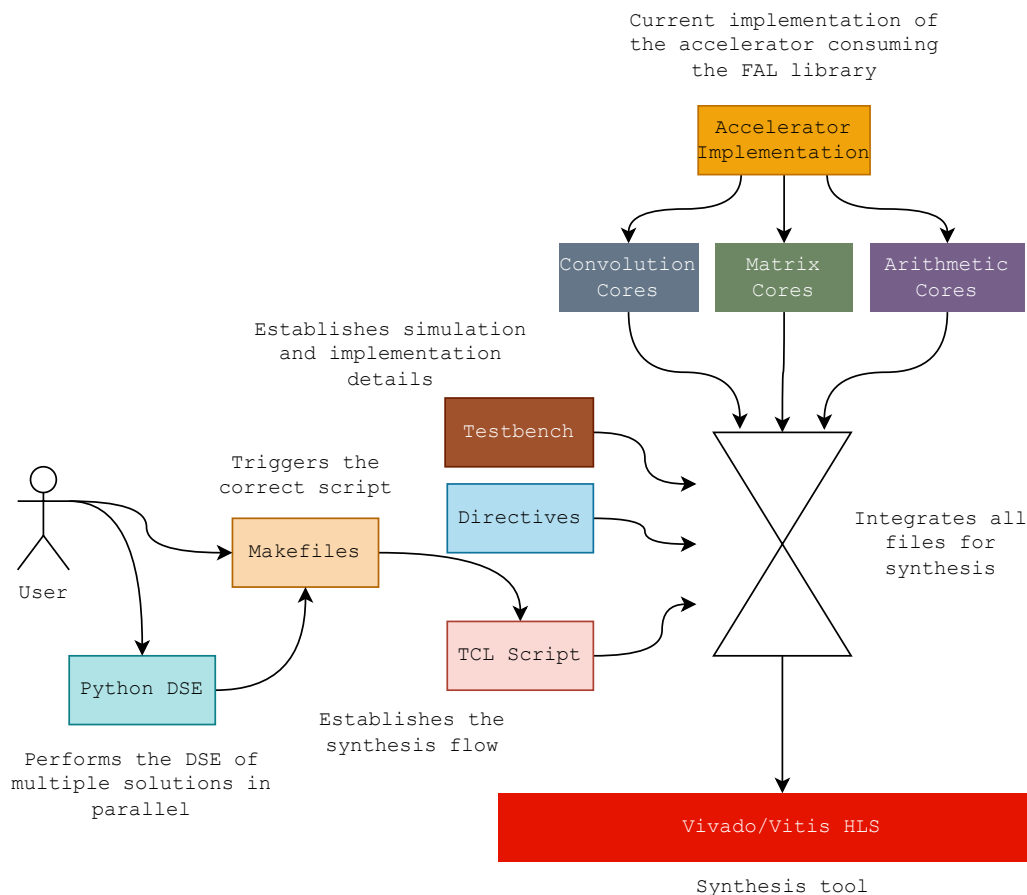 Current implementation of
the accelerator consuming
the FAL library
Accelerator
Implementation
Convolution
Cores
Matrix
Cores
Arithmetic
Cores
Establishes simulation
and implementation
details
Testbench
Triggers the
correct script
Directives
Integrates all
files for
synthesis
Makefiles
User
TCL Script
Python DSE
Establishes the
synthesis flow
Performs the DSE of
multiple solutions in
parallel
Vivado/Vitis HLS
Synthesis tool